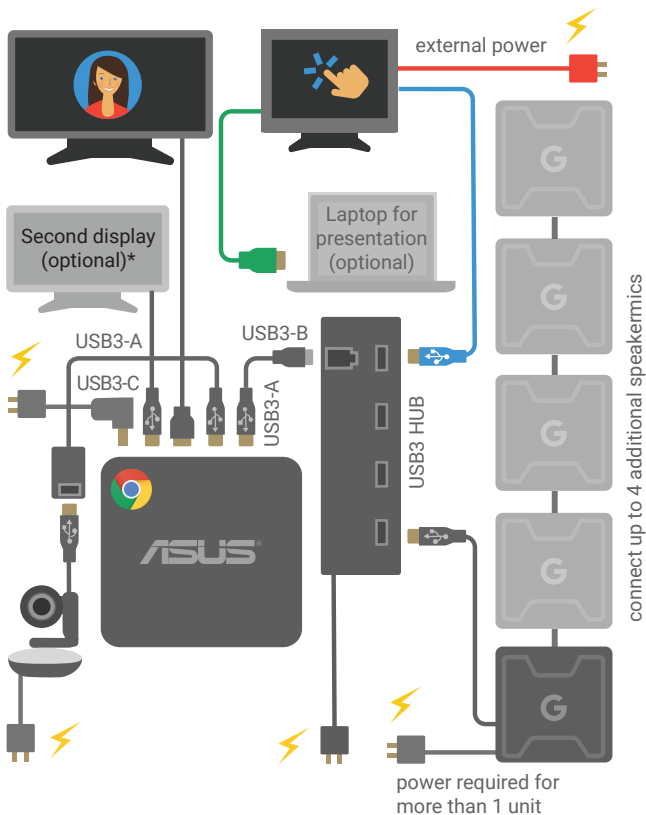 external power
Laptop for
presentation
(optional)
Second display
(optional)*
USB3-A
USB3-B
USB3-C
USB3-A
USB3 HUB
ASUS
G
G
G
G
G
connect up to 4 additional speakermics
power required for
more than 1 unit